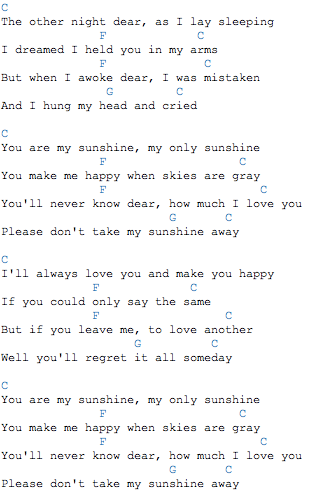 C
The other night dear, as I lay sleeping
F C
I dreamed I held you in my arms
F C
But when I awoke dear, I was mistaken
G C
And I hung my head and cried
C
You are my sunshine, my only sunshine
F C
You make me happy when skies are gray
F C
You'll never know dear, how much I love you
G C
Please don't take my sunshine away
C
I'll always love you and make you happy
F C
If you could only say the same
F C
But if you leave me, to love another
G C
Well you'll regret it all someday
C
You are my sunshine, my only sunshine
F C
You make me happy when skies are gray
F C
You'll never know dear, how much I love you
G C
Please don't take my sunshine away